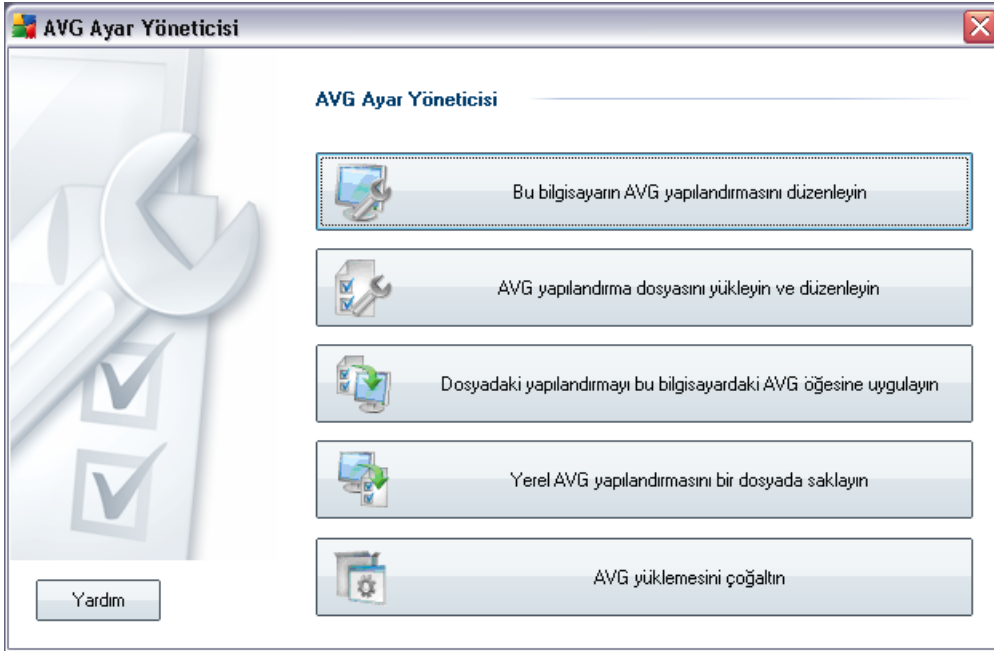 AVG Ayar Yöneticisi
AVG Ayar Yöneticisi
Bu bilgisayarın AVG yapılandırmasını düzenleyin
AVG yapılandırma dosyasını yükleyin ve düzenleyin
Dosyadaki yapılandırmayı bu bilgisayardaki AVG öğesine uygulayın
Yerel AVG yapılandırmasını bir dosyada saklayın
AVG yüklemesini çoğaltın
Yardım